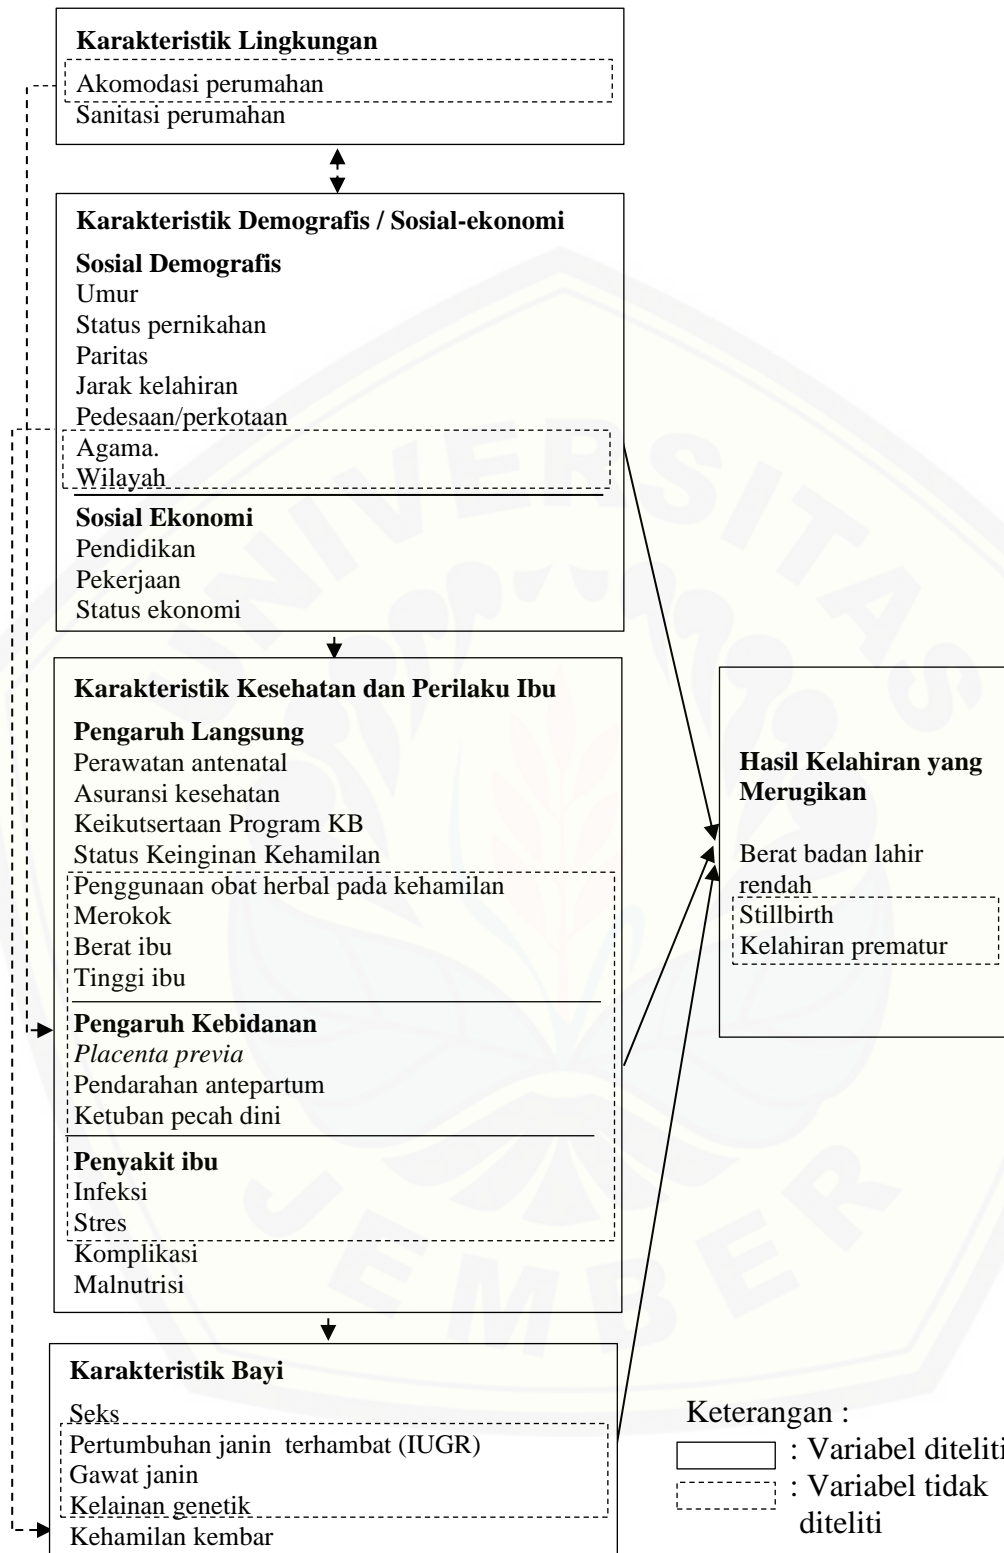 Karakteristik Lingkungan
Akomodasi perumahan
Sanitasi perumahan
Karakteristik Demografis / Sosial-ekonomi
Sosial Demografis
Umur
Status pernikahan
Paritas
Jarak kelahiran
Pedesaan/perkotaan
Agama.
Wilayah
Sosial Ekonomi
Pendidikan
Pekerjaan
Status ekonomi
Karakteristik Kesehatan dan Perilaku Ibu
Pengaruh Langsung
Perawatan antenatal
Asuransi kesehatan
Keikutsertaan Program KB
Status Keinginan Kehamilan
Penggunaan obat herbal pada kehamilan
Merokok
Berat ibu
Tinggi ibu
Pengaruh Kebidanan
Placenta previa
Pendarahan antepartum
Ketuban pecah dini
Penyakit ibu
Infeksi
Stres
Komplikasi
Malnutrisi
Karakteristik Bayi
Seks
Pertumbuhan janin terhambat (IUGR)
Gawat janin
Kelainan genetik
Kehamilan kembar
Hasil Kelahiran yang
Merugikan
Berat badan lahir
rendah
Stillbirth
Kelahiran prematur
Keterangan :
: Variabel diteliti
: Variabel tidak
diteliti
UNIVERSITAS
JEMBER